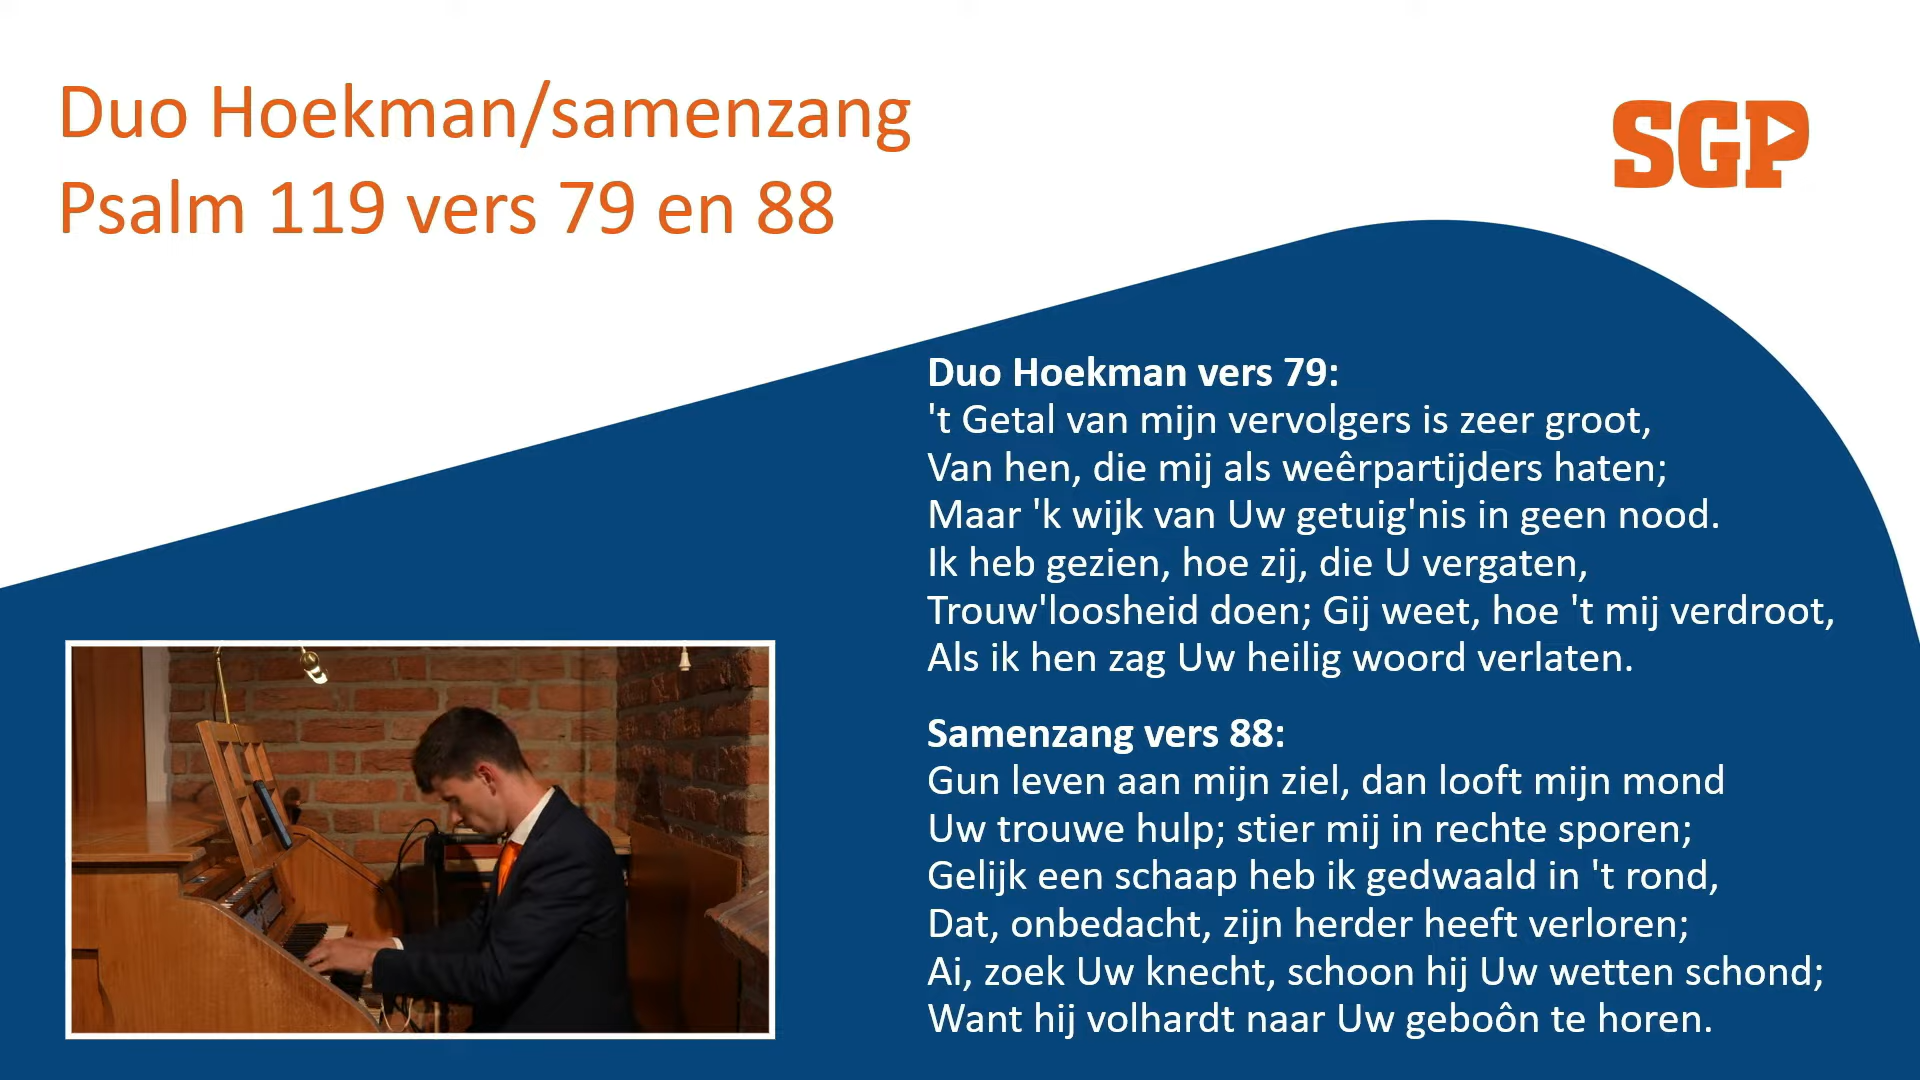 Duo Hoekman/samenzang
Psalm 119 vers 79 en 88
SGP
Duo Hoekman vers 79:
't Getal van mijn vervolgers is zeer groot,
Van hen, die mij als weêrpartijders haten;
Maar 'k wijk van Uw getuig'nis in geen nood.
Ik heb gezien, hoe zij, die U vergaten,
Trouw'loosheid doen; Gij weet, hoe 't mij verdroot,
Als ik hen zag Uw heilig woord verlaten.
Samenzang vers 88:
Gun leven aan mijn ziel, dan looft mijn mond
Uw trouwe hulp; stier mij in rechte sporen;
Gelijk een schaap heb ik gedwaald in 't rond,
Dat, onbedacht, zijn herder heeft verloren;
Ai, zoek Uw knecht, schoon hij Uw wetten schond;
Want hij volhardt naar Uw geboôn te horen.